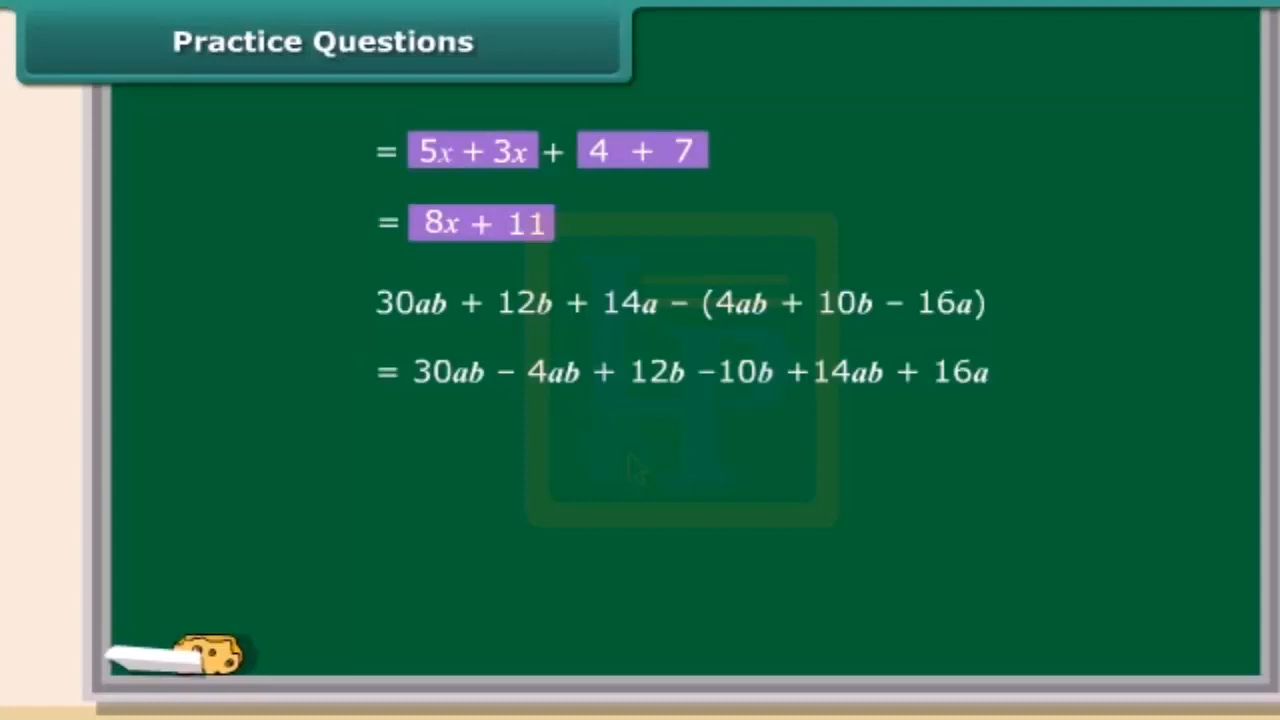 Practice Questions
= 5x + 3x + 4 + 7
= 8x + 11
30ab + 12b + 14a − (4ab + 10b − 16a)
= 30ab − 4ab + 12b −10b +14ab + 16a